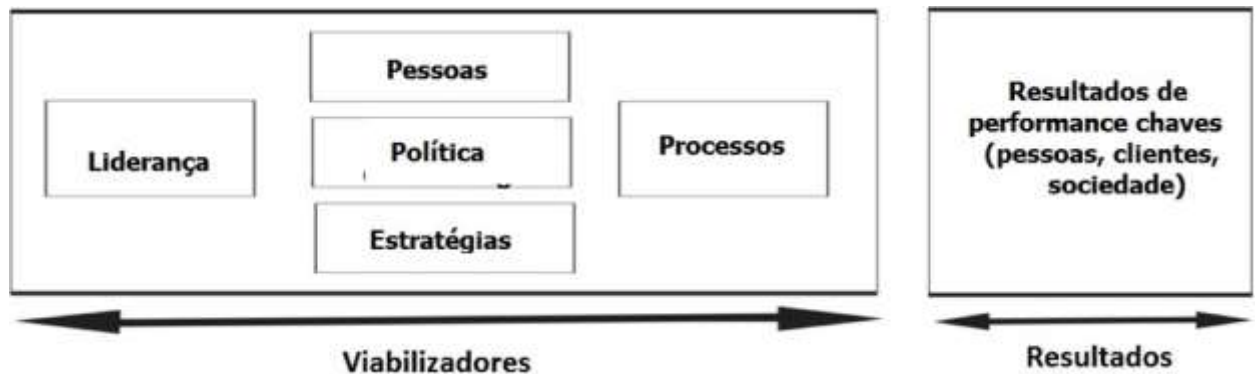 Liderança
Pessoas
Política
Estratégias
Processos
Viabilizadores
Resultados de
performance chaves
(pessoas, clientes,
sociedade)
Resultados